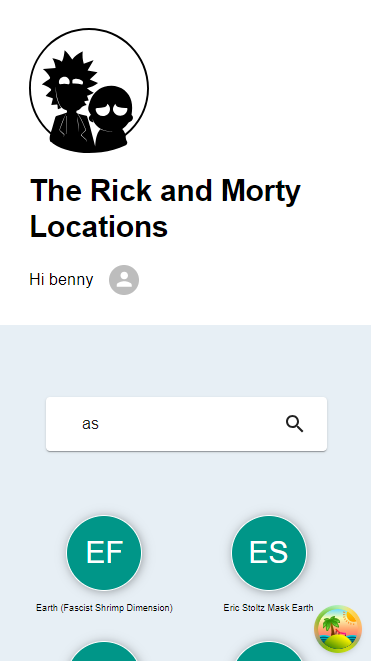 The Rick and Morty
Locations
Hi benny
as
EF
ES
Earth (Fascist Shrimp Dimension)
Eric Stoltz Mask Earth